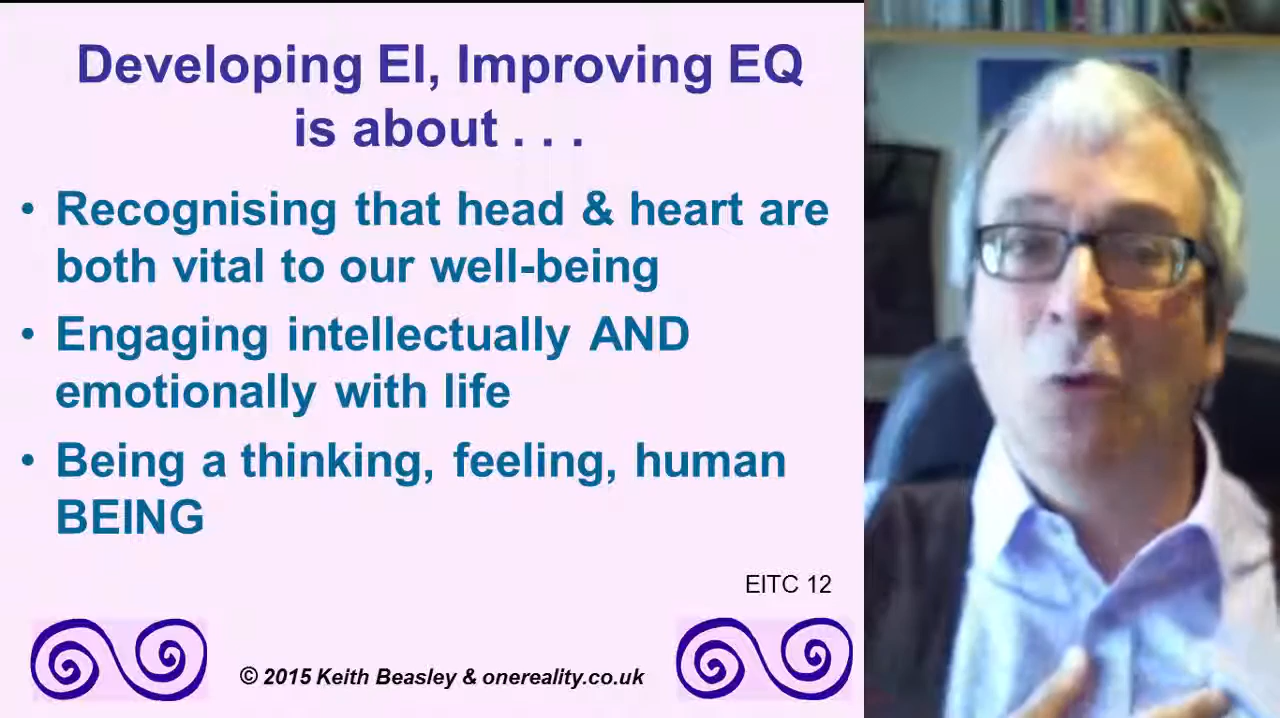 Developing EI, Improving EQ
is about . . .
• Recognising that head & heart are
both vital to our well-being
• Engaging intellectually AND
emotionally with life
• Being a thinking, feeling, human
BEING
EITC 12
© 2015 Keith Beasley & onereality.co.uk